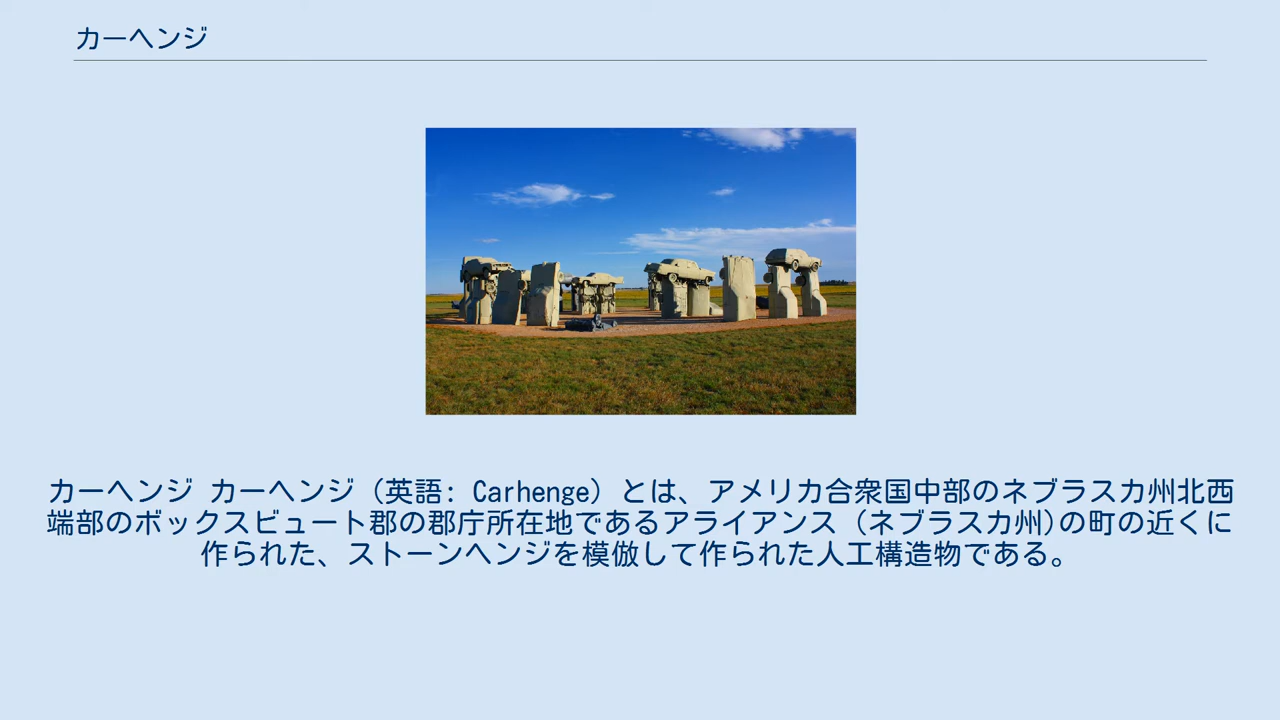 カーヘンジ
カーヘンジ カーヘンジ（英語: Carhenge）とは、アメリカ合衆国中部のネブラスカ州北西
端部のボックスビュート郡の郡庁所在地であるアライアンス (ネブラスカ州)の町の近くに
作られた、ストーンヘンジを模倣して作られた人工構造物である。